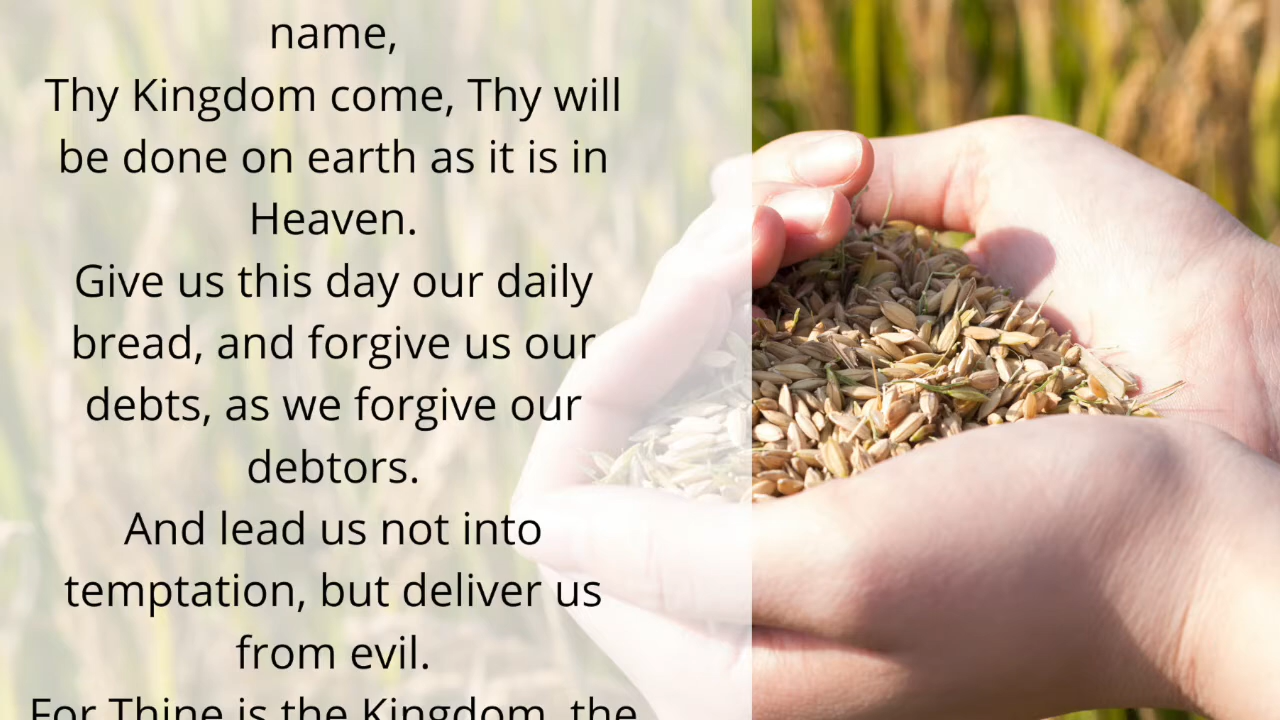 name,
Thy Kingdom come, Thy will
be done on earth as it is in
Heaven.
Give us this day our daily
bread, and forgive us our
debts, as we forgive our
debtors.
And lead us not into
temptation, but deliver us
from evil.
For Thine is the Kingdom, the